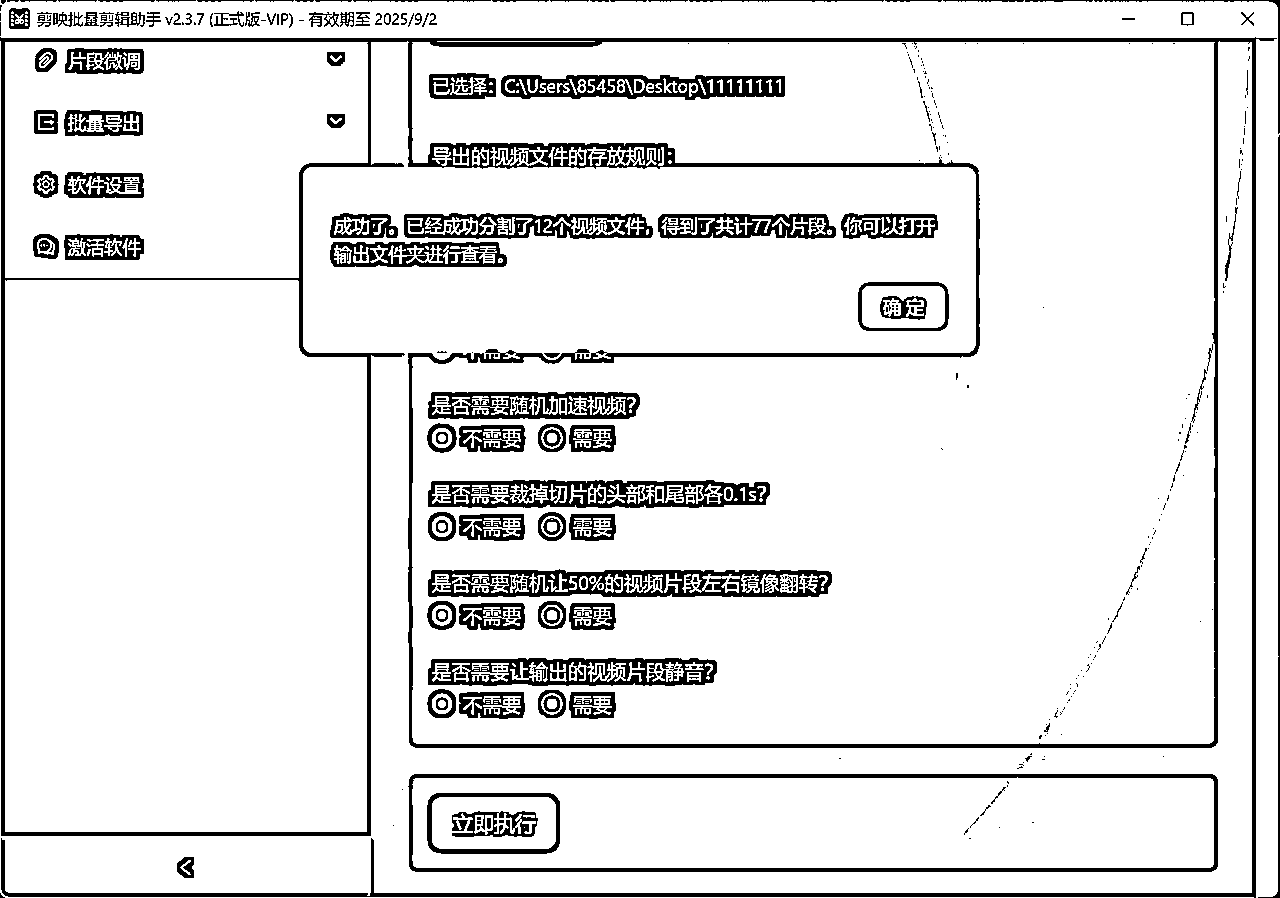 剪映批量剪辑助手 v2.3.7 (正式版-VIP) - 有效期至 2025/9/2
片段微调
批量导出
软件设置
激活软件
已选择：C:\Users\85458\Desktop\11111111
导出的视频文件的存放规则：
成功了。已经成功分割了12个视频文件，得到了共计77个片段。你可以打开
输出文件夹进行查看。
确 定
不需要 需要
是否需要随机加速视频？
不需要 需要
是否需要裁掉切片的头部和尾部各0.1s？
不需要 需要
是否需要随机让50%的视频片段左右镜像翻转？
不需要 需要
是否需要让输出的视频片段静音？
不需要 需要
立即执行